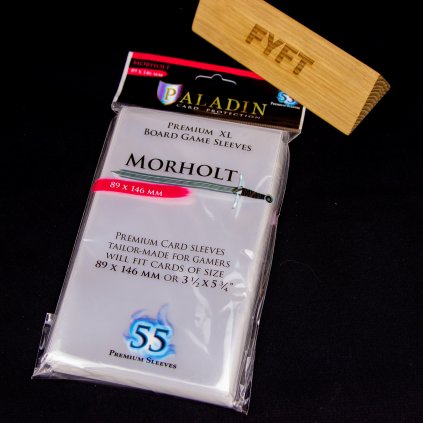 FYFT
MORHOLT
89 X 146 MM
55
PALADIN
CARD PROTECTION
PREMIUM XL
BOARD GAME SLEEVES
MORHOLT
89 X 146 MM
PREMIUM CARD SLEEVES
TAILOR-MADE FOR GAMERS
WILL FIT CARDS OF SIZE
89 X 146 MM OR 3 ½ X 5 ¾"
55
PREMIUM SLEEVES